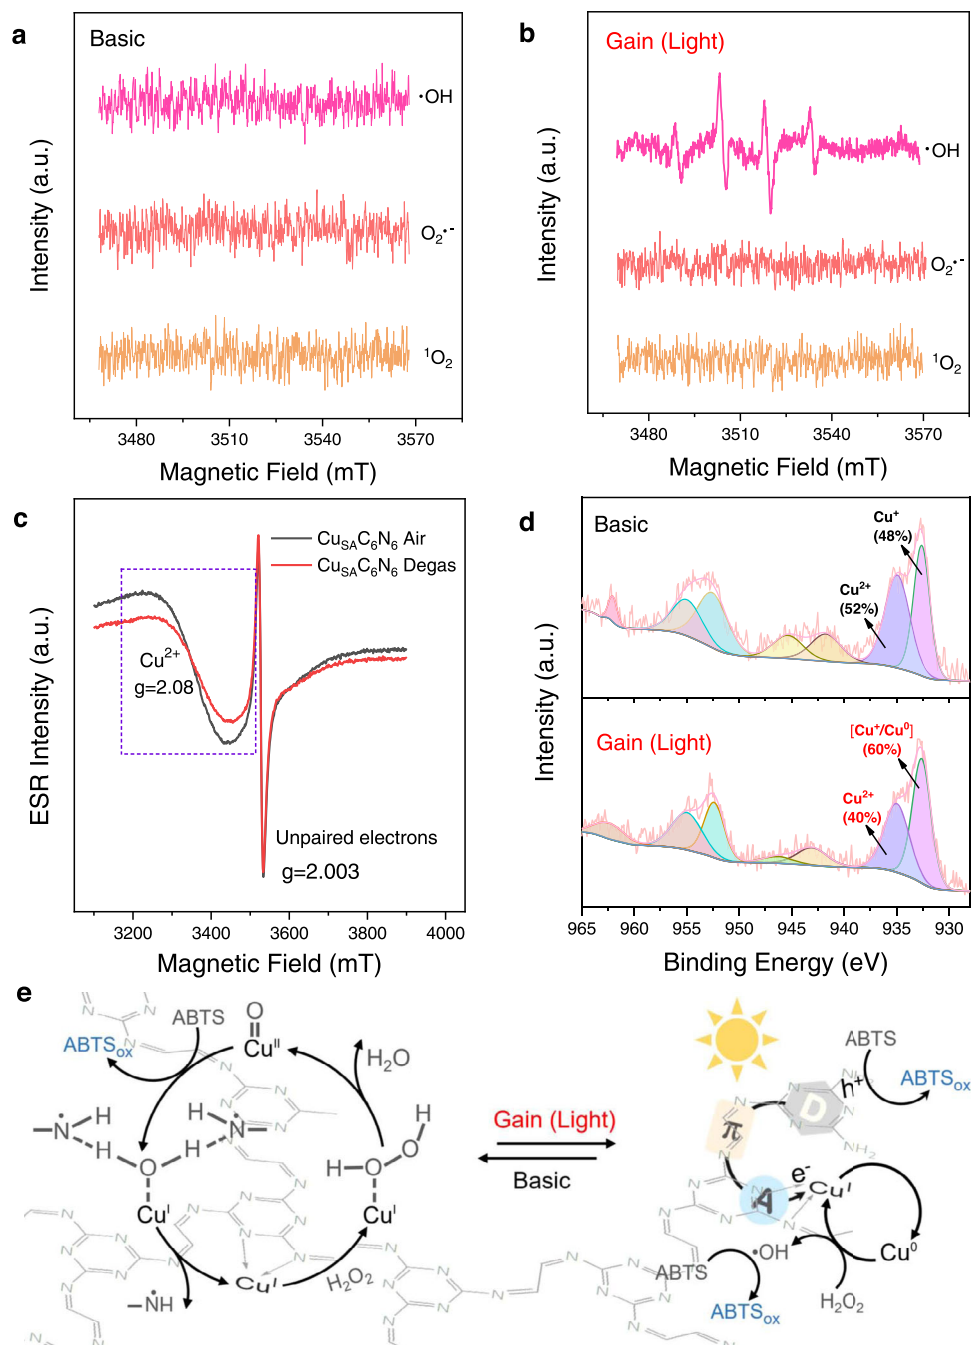 a
Basic
•OH
O₂•-
¹O₂
Intensity (a.u.)
3480 3510 3540 3570
Magnetic Field (mT)
b
Gain (Light)
•OH
O₂•-
¹O₂
Intensity (a.u.)
3480 3510 3540 3570
Magnetic Field (mT)
c
Cu_SAC₆N₆ Air
Cu_SAC₆N₆ Degas
Cu²⁺
g=2.08
Unpaired electrons
g=2.003
ESR Intensity (a.u.)
3200 3400 3600 3800 4000
Magnetic Field (mT)
d
Basic
Cu⁺
(48%)
Cu²⁺
(52%)
Gain (Light)
[Cu⁺/Cu⁰]
(60%)
Cu²⁺
(40%)
Intensity (a.u.)
965 960 955 950 945 940 935 930
Binding Energy (eV)
e
ABTS
ABTSox
O
Cuᴵᴵ
H₂O
H
N
H
H
N
H
O
H
O
H
O
Cuᴵ
Cuᴵ
Cuᴵ
H₂O₂
–NH
Gain (Light)
Basic
ABTS
h⁺
ABTSox
D
π
NH₂
A
e⁻
Cuᴵ
Cu⁰
•OH
ABTS
H₂O₂
ABTSox